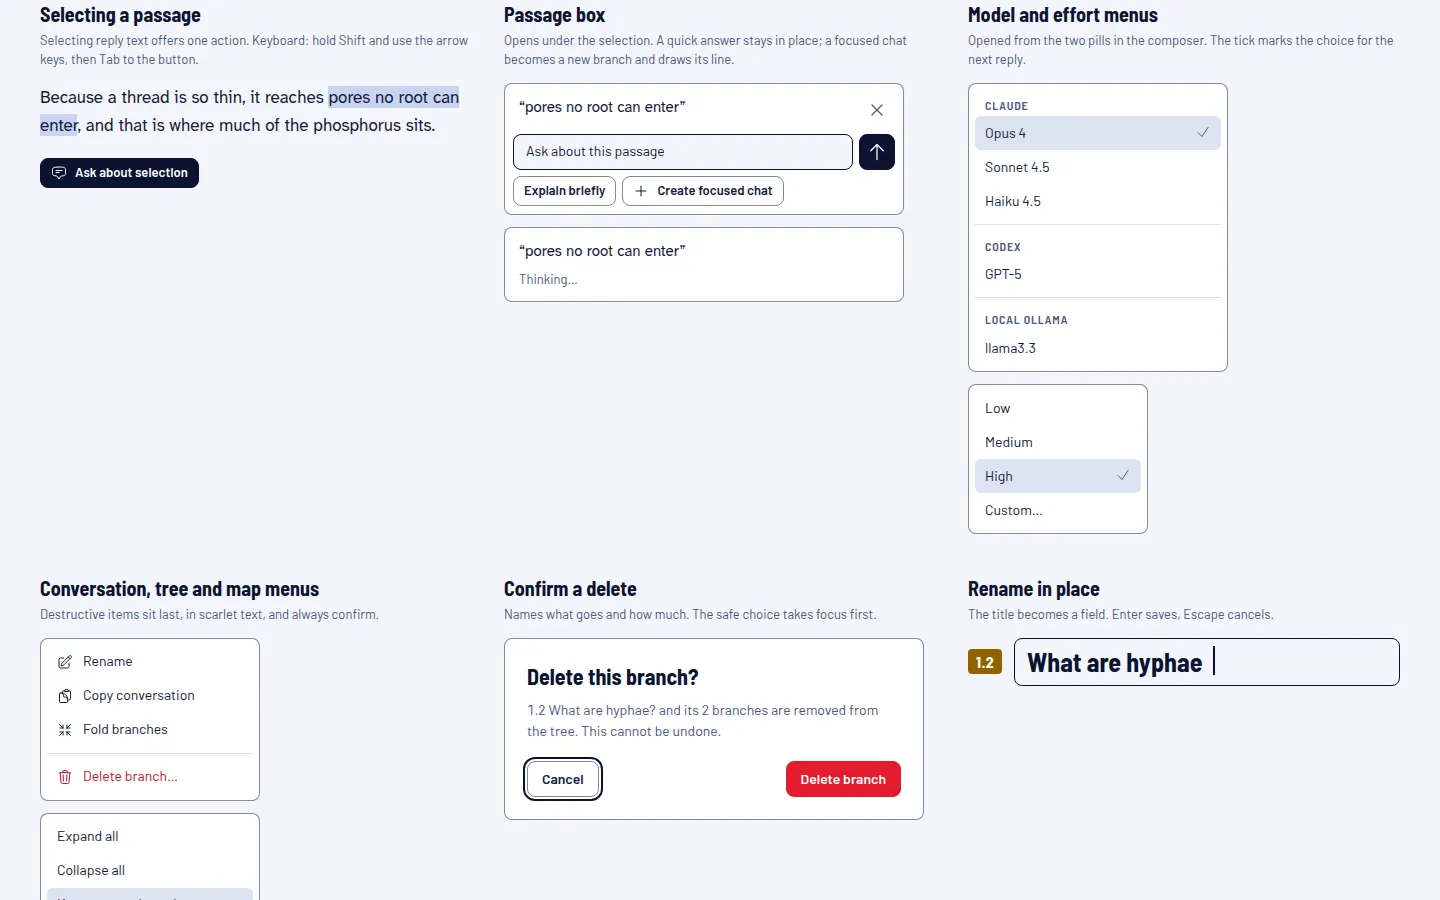 Selecting a passage
Selecting reply text offers one action. Keyboard: hold Shift and use the arrow
keys, then Tab to the button.
Because a thread is so thin, it reaches pores no root can
enter, and that is where much of the phosphorus sits.
Ask about selection
Passage box
Opens under the selection. A quick answer stays in place; a focused chat
becomes a new branch and draws its line.
“pores no root can enter”
Ask about this passage
Explain briefly
Create focused chat
“pores no root can enter”
Thinking...
Model and effort menus
Opened from the two pills in the composer. The tick marks the choice for the
next reply.
CLAUDE
Opus 4
Sonnet 4.5
Haiku 4.5
CODEX
GPT-5
LOCAL OLLAMA
llama3.3
Low
Medium
High
Custom...
Conversation, tree and map menus
Destructive items sit last, in scarlet text, and always confirm.
Rename
Copy conversation
Fold branches
Delete branch...
Expand all
Collapse all
Confirm a delete
Names what goes and how much. The safe choice takes focus first.
Delete this branch?
1.2 What are hyphae? and its 2 branches are removed from
the tree. This cannot be undone.
Cancel
Delete branch
Rename in place
The title becomes a field. Enter saves, Escape cancels.
1.2
What are hyphae